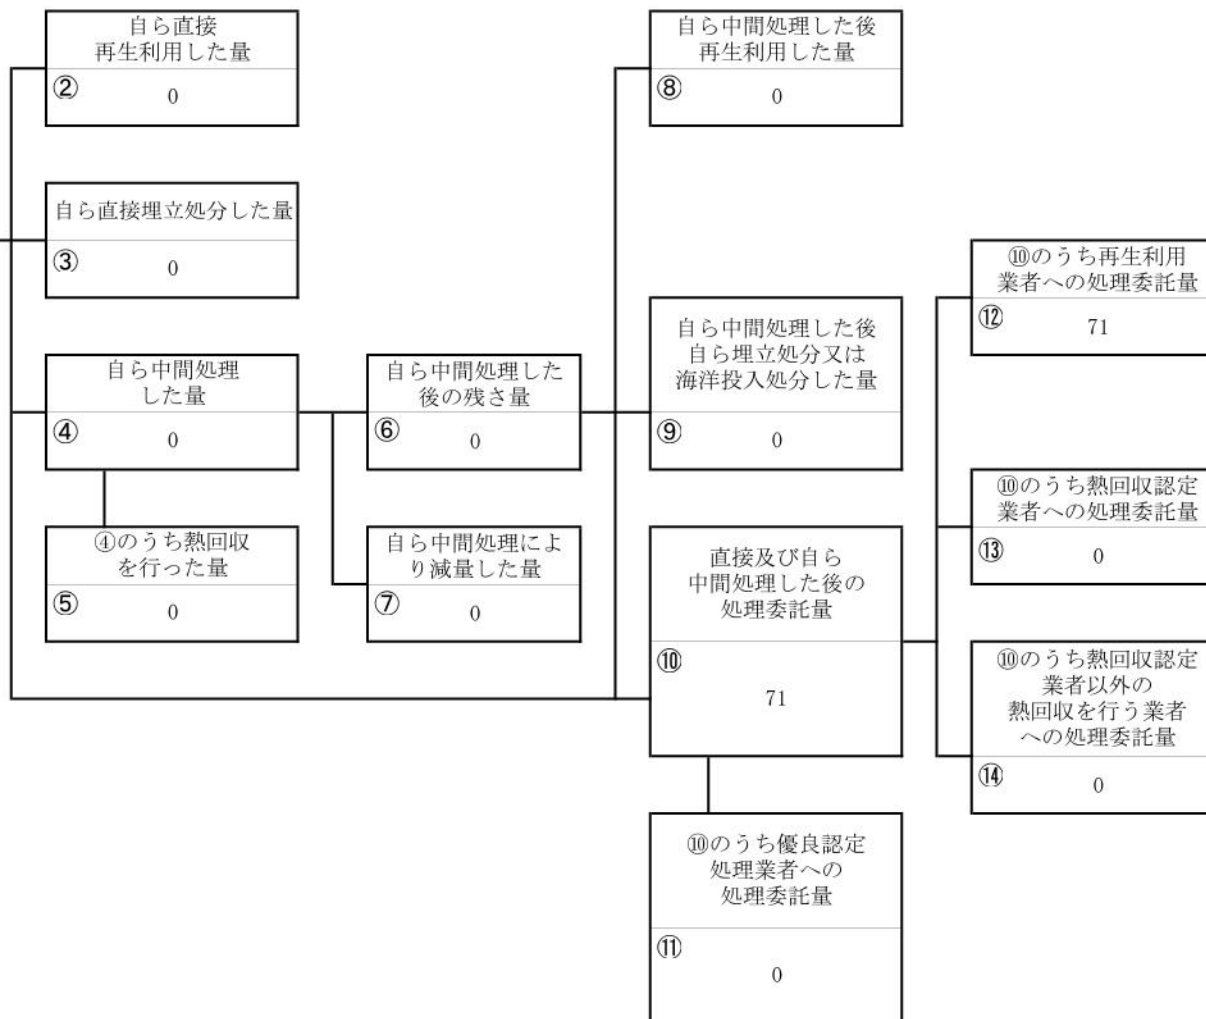 自ら直接
再生利用した量
②
0
自ら直接埋立処分した量
③
0
自ら中間処理
した量
④
0
④のうち熱回収
を行った量
⑤
0
自ら中間処理した
後の残さ量
⑥
0
自ら中間処理によ
り減量した量
⑦
0
自ら中間処理した後
再生利用した量
⑧
0
自ら中間処理した後
自ら埋立処分又は
海洋投入処分した量
⑨
0
直接及び自ら
中間処理した後の
処理委託量
⑩
71
⑩のうち優良認定
処理業者への
処理委託量
⑪
0
⑩のうち再生利用
業者への処理委託量
⑫
71
⑩のうち熱回収認定
業者への処理委託量
⑬
0
⑩のうち熱回収認定
業者以外の
熱回収を行う業者
への処理委託量
⑭
0